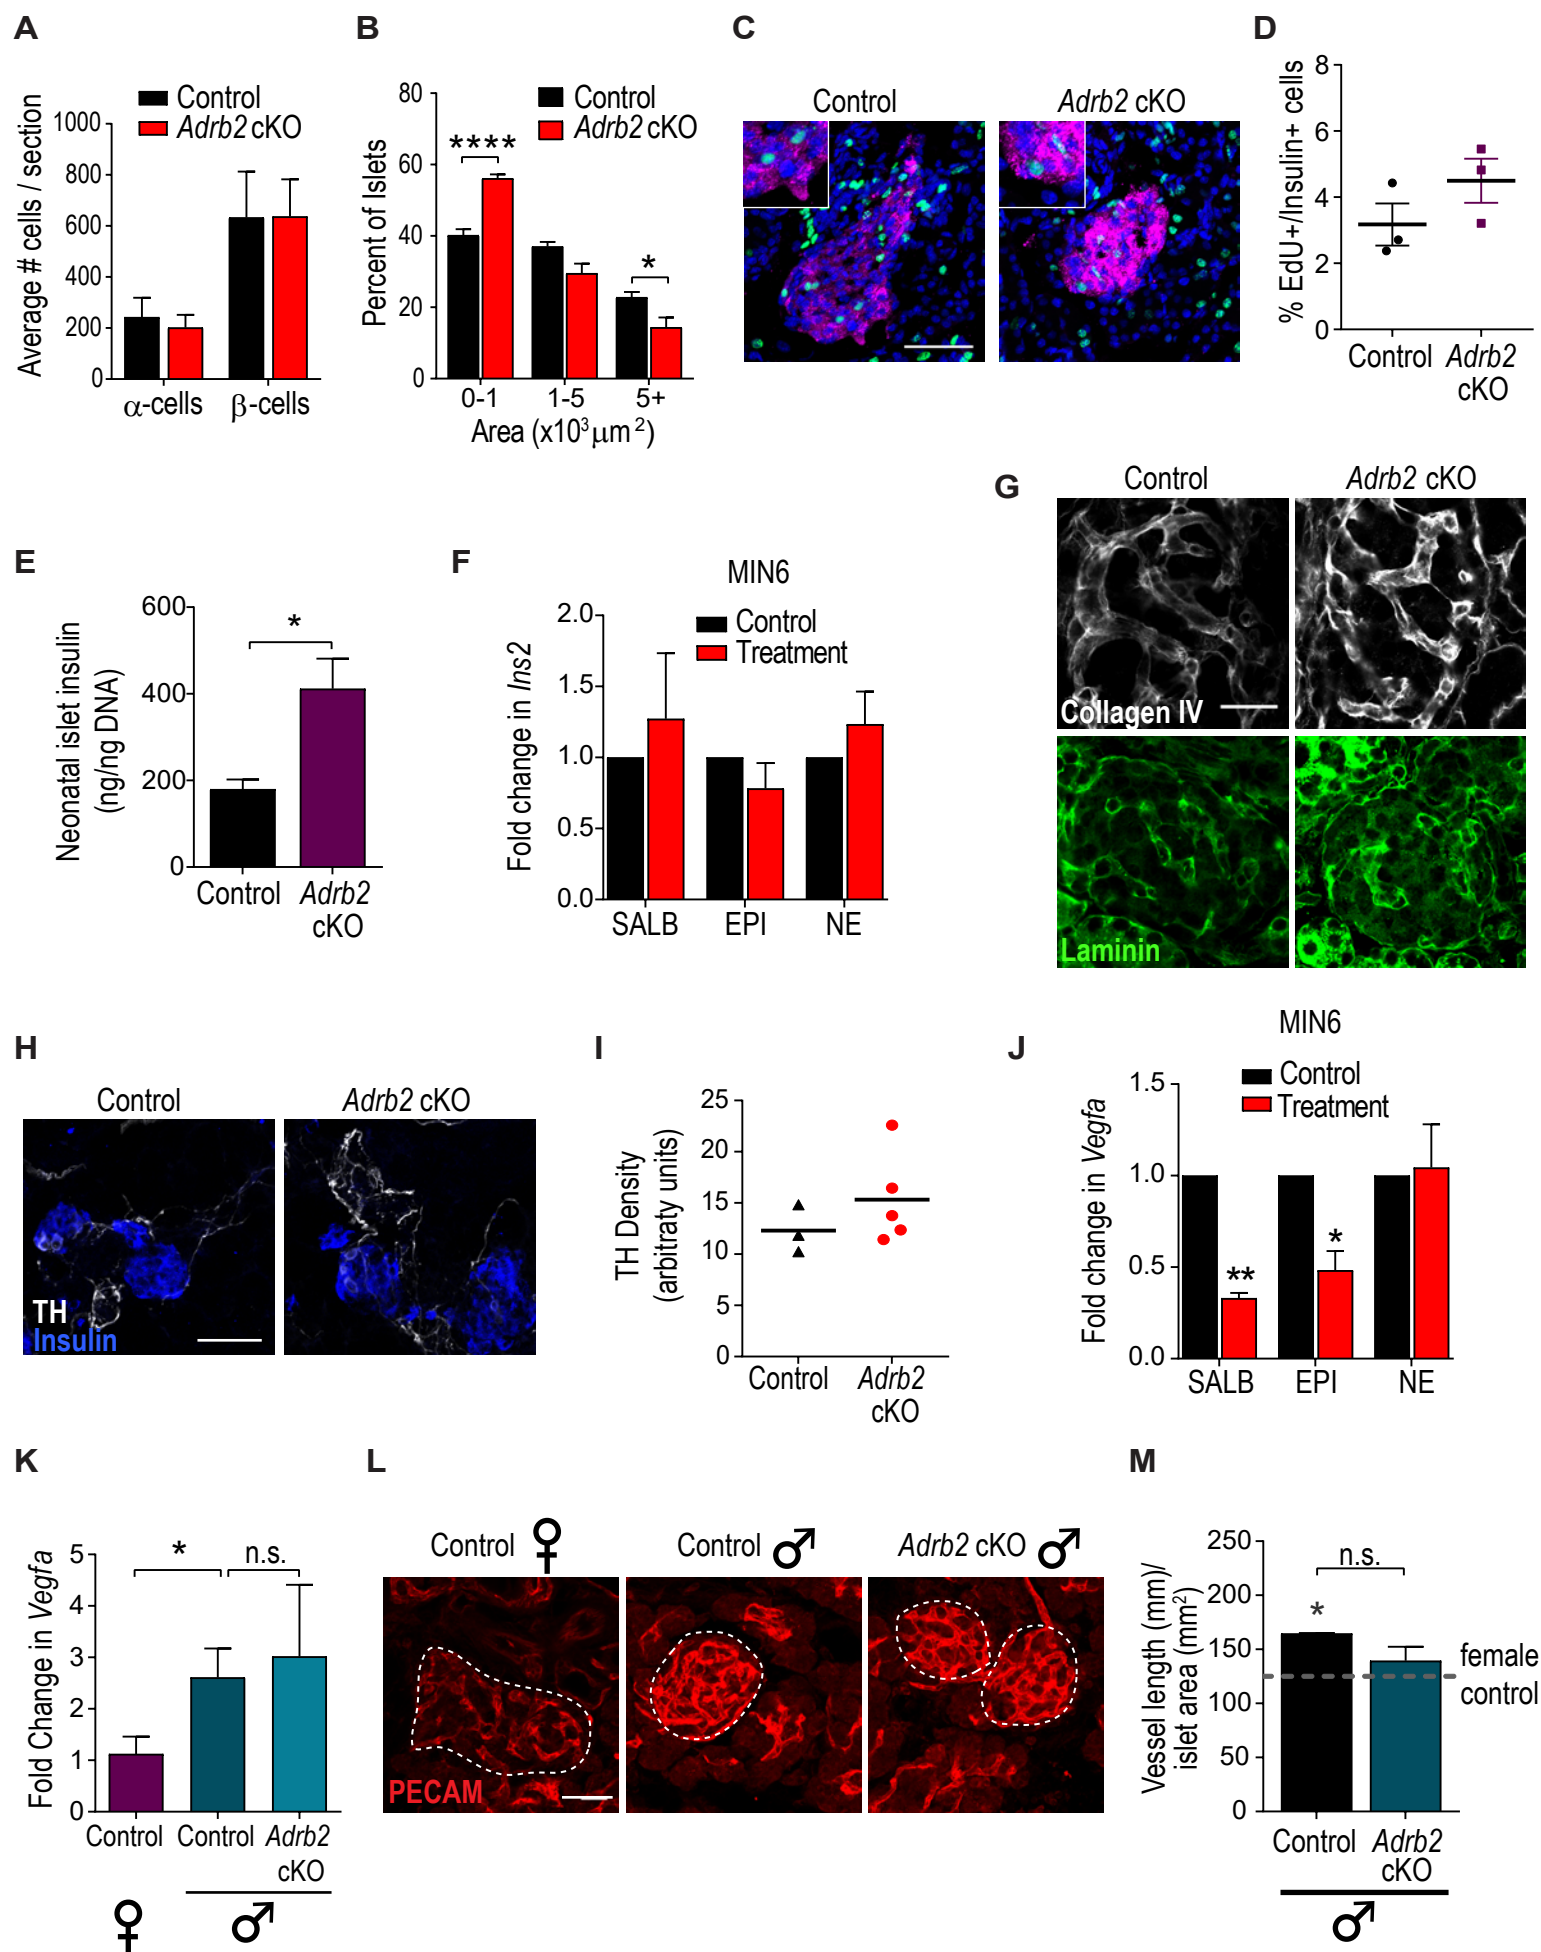 A
Control
Adrb2 cKO
Average # cells / section
1000
800
600
400
200
0
α-cells
β-cells
B
Control
Adrb2 cKO
Percent of Islets
80
60
40
20
0
****
*
0-1
1-5
5+
Area (x10³μm²)
C
Control
Adrb2 cKO
D
% EdU+/Insulin+ cells
8
6
4
2
0
Control
Adrb2
cKO
E
Neonatal islet insulin
(ng/ng DNA)
600
400
200
0
*
Control
Adrb2
cKO
F
MIN6
Control
Treatment
Fold change in Ins2
2.0
1.5
1.0
0.5
0.0
SALB
EPI
NE
G
Control
Adrb2 cKO
Collagen IV
Laminin
H
Control
Adrb2 cKO
TH
Insulin
I
TH Density
(arbitraty units)
25
20
15
10
5
0
Control
Adrb2
cKO
J
MIN6
Control
Treatment
Fold change in Vegfa
1.5
1.0
0.5
0.0
**
*
SALB
EPI
NE
K
Fold Change in Vegfa
5
4
3
2
1
0
*
n.s.
Control
Control
Adrb2
cKO
♀
♂
L
Control ♀
Control ♂
Adrb2 cKO ♂
PECAM
M
Vessel length (mm)/
islet area (mm²)
250
200
150
100
50
0
n.s.
*
female
control
Control
Adrb2
cKO
♂